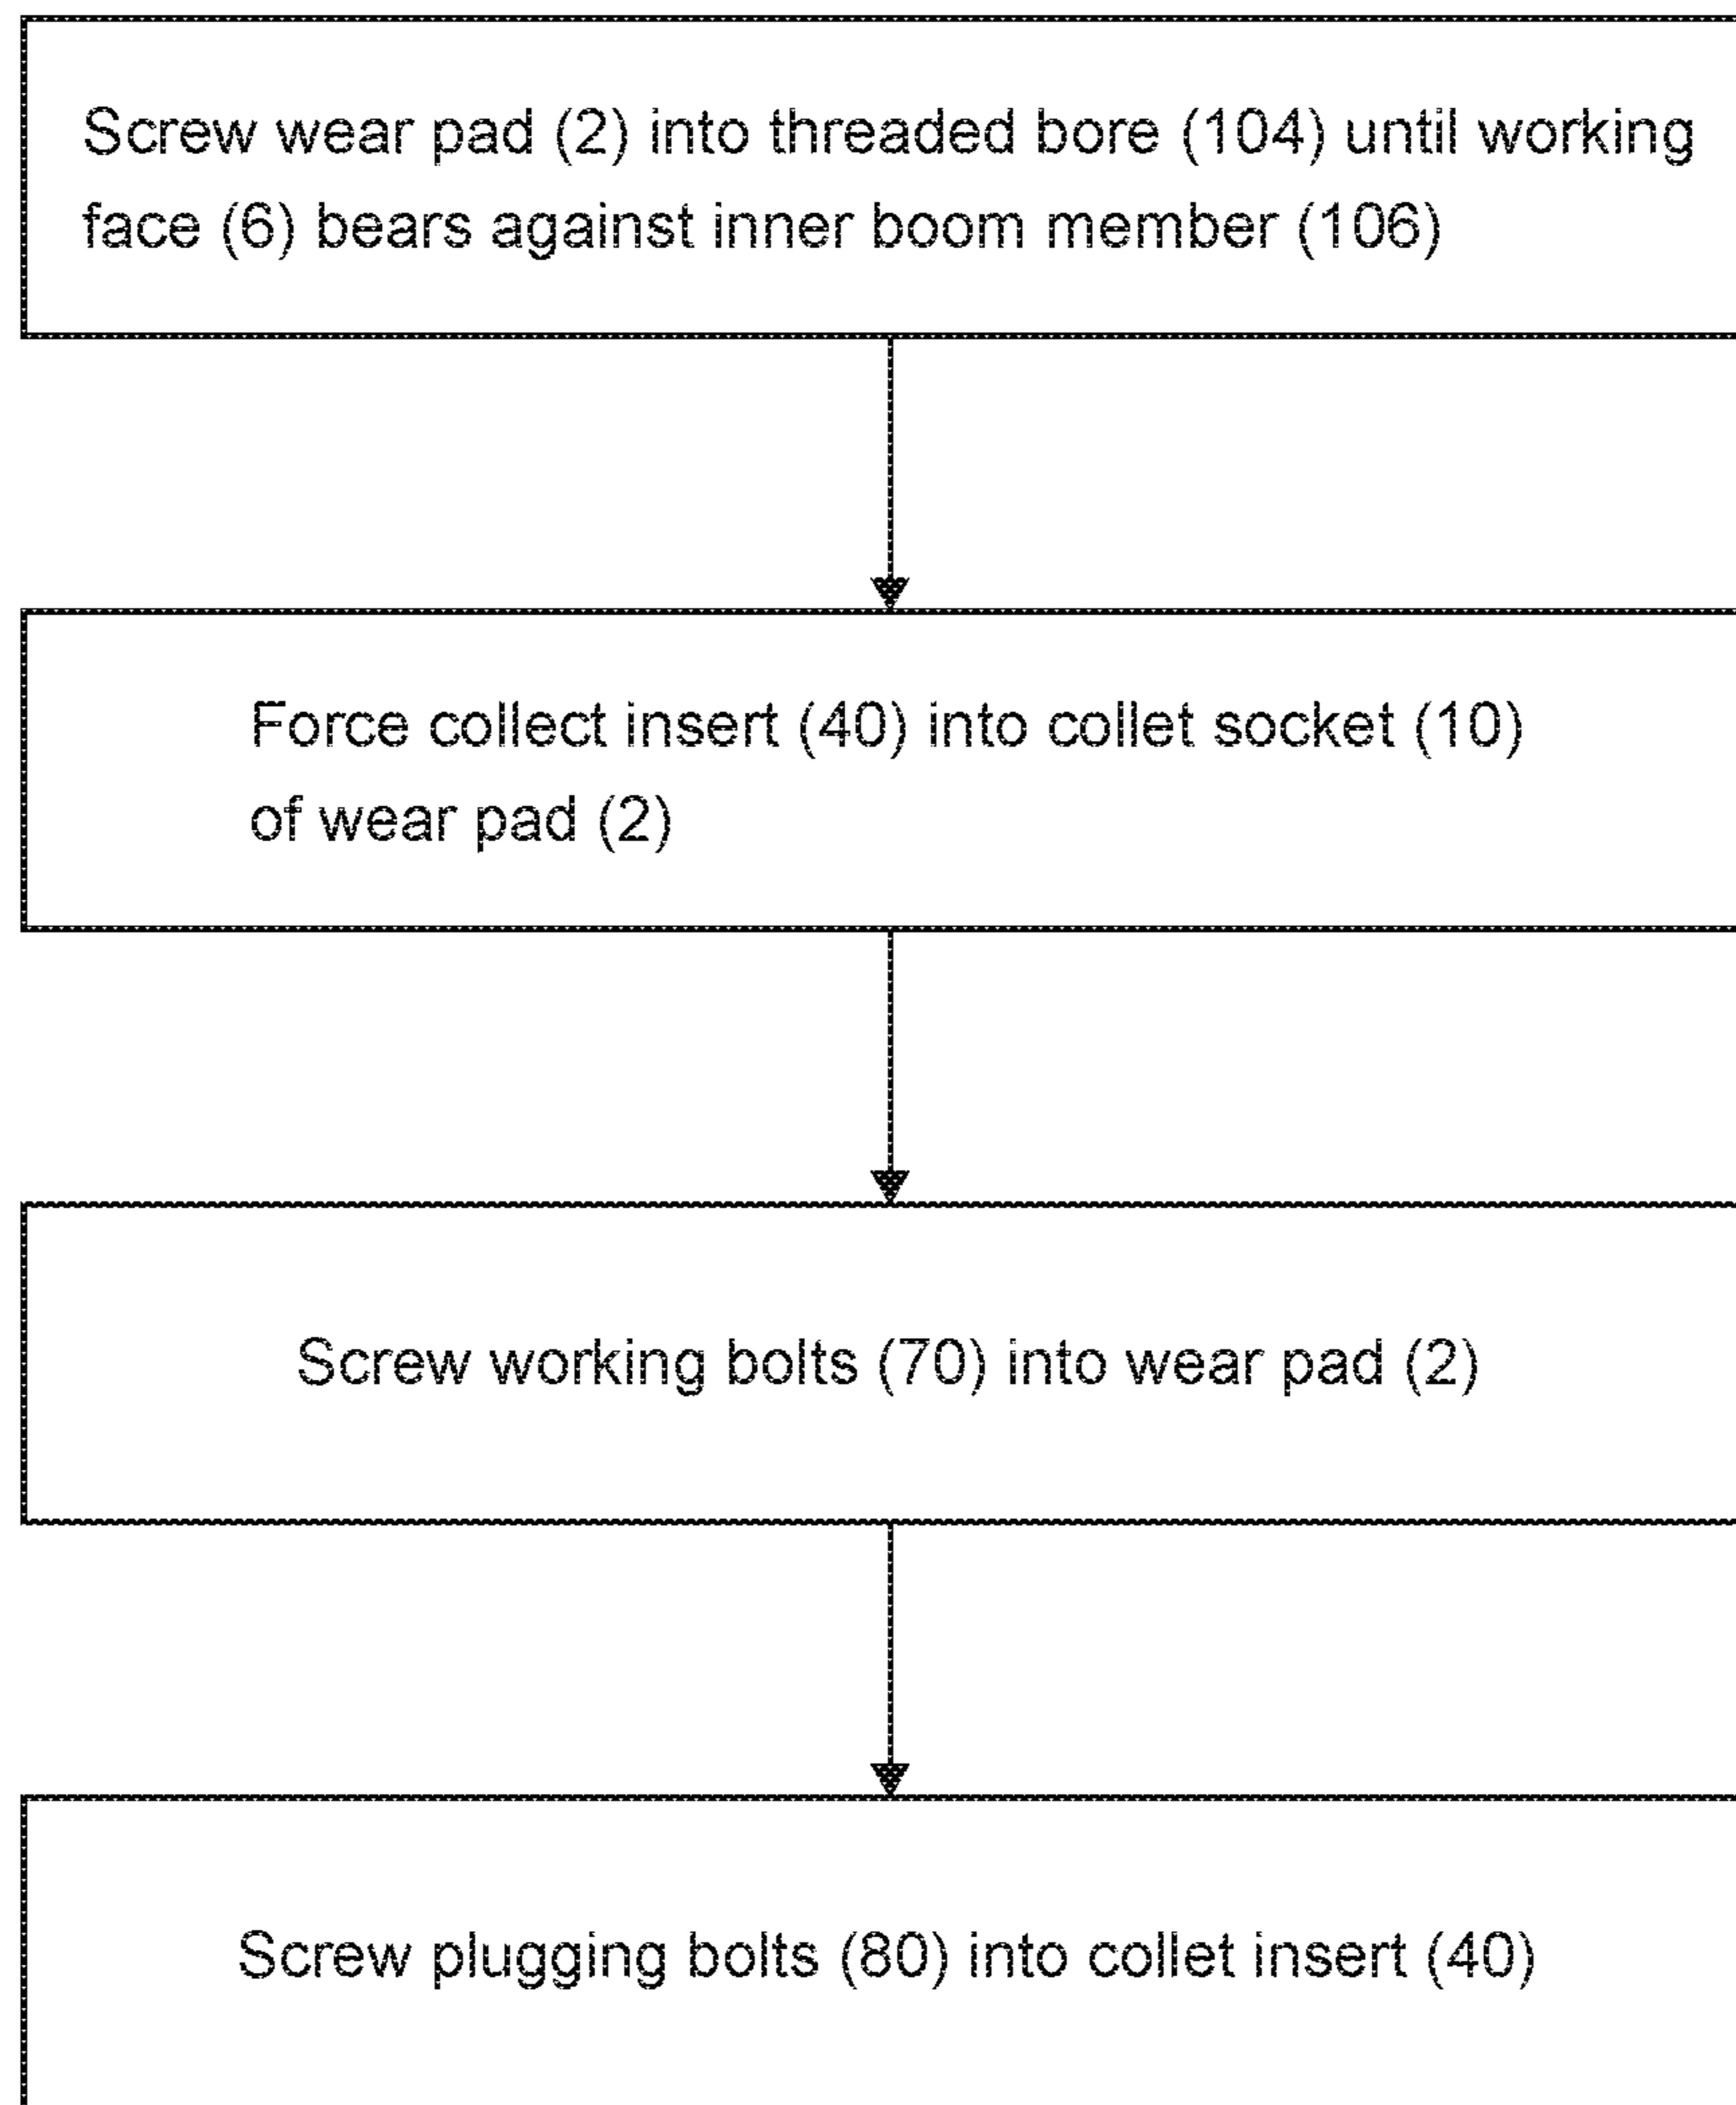 Screw wear pad (2) into threaded bore (104) until working
face (6) bears against inner boom member (106)
Force collect insert (40) into collet socket (10)
of wear pad (2)
Screw working bolts (70) into wear pad (2)
Screw plugging bolts (80) into collet insert (40)